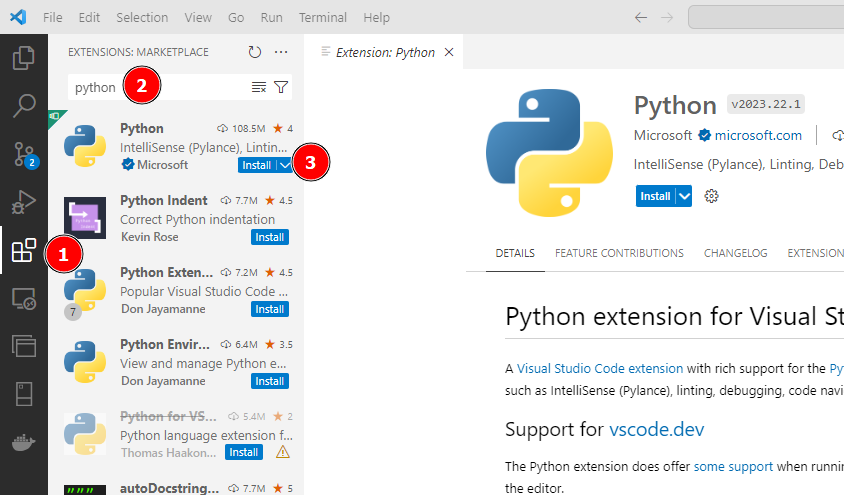 File Edit Selection View Go Run Terminal Help
EXTENSIONS: MARKETPLACE
python
2
Python 108.5M 4
IntelliSense (Pylance), Lintin...
Microsoft Install
3
Python Indent 7.7M 4.5
Correct Python indentation
Kevin Rose Install
1
2
Python Exten... 7.2M 4.5
Popular Visual Studio Code ...
Don Jayamanne Install
7
Python Envir... 6.4M 3.5
View and manage Python e...
Don Jayamanne Install
Python for VS... 5.4M 2
Python language extension f...
Thomas Haakon... Install
autoDocstring... 7.7M 5
Extension: Python
Python v2023.22.1
Microsoft microsoft.com
IntelliSense (Pylance), Linting, Deb
Install
DETAILS FEATURE CONTRIBUTIONS CHANGELOG EXTENSION
Python extension for Visual St
A Visual Studio Code extension with rich support for the Py
such as IntelliSense (Pylance), linting, debugging, code navi
Support for vscode.dev
The Python extension does offer some support when runnin
the editor.